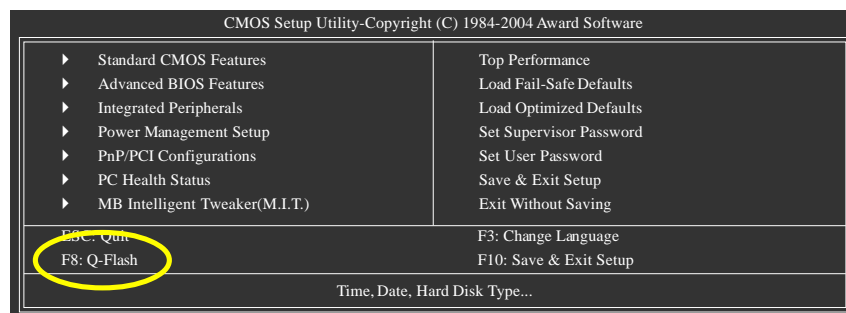 CMOS Setup Utility-Copyright (C) 1984-2004 Award Software
Standard CMOS Features
Advanced BIOS Features
Integrated Peripherals
Power Management Setup
PnP/PCI Configurations
PC Health Status
MB Intelligent Tweaker(M.I.T.)
Top Performance
Load Fail-Safe Defaults
Load Optimized Defaults
Set Supervisor Password
Set User Password
Save & Exit Setup
Exit Without Saving
ESC: Quit
F8: Q-Flash
F3: Change Language
F10: Save & Exit Setup
Time, Date, Hard Disk Type...